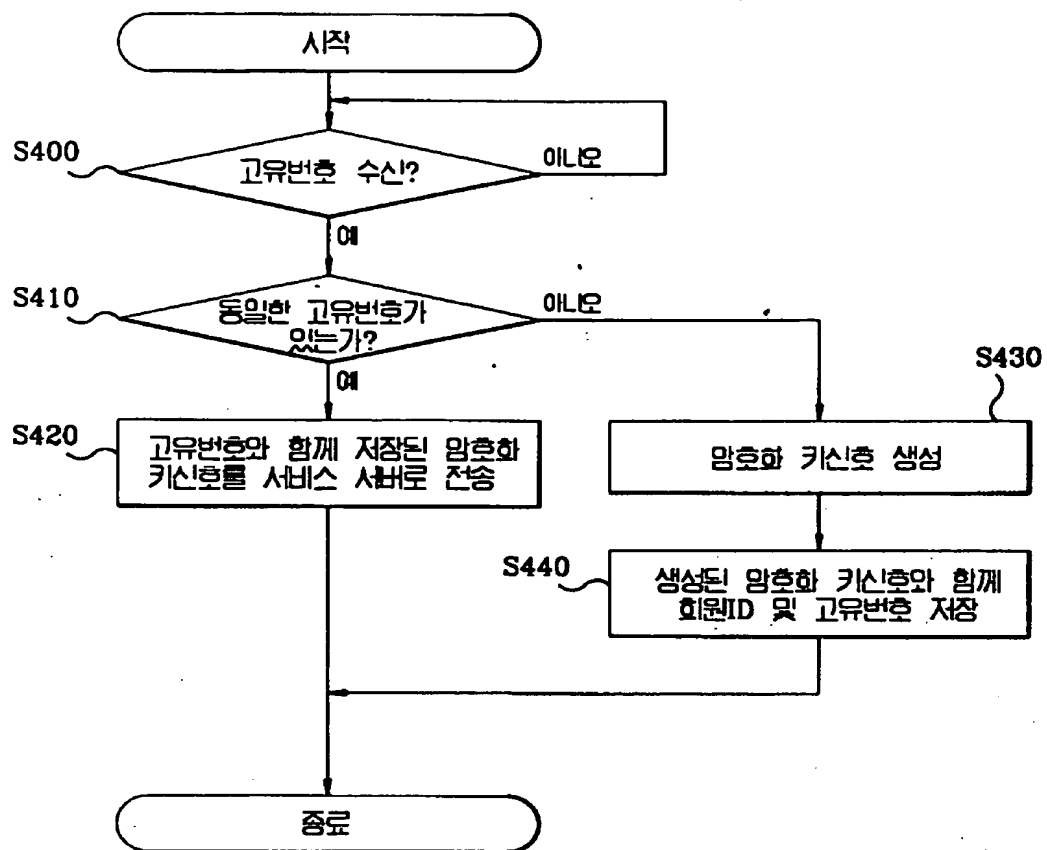 시작
S400
고유번호 수신?
아니오
예
S410
동일한 고유번호가
있는가?
아니오
예
S430
S420
고유번호와 함께 저장된 암호화
키신호를 서비스 서버로 전송
암호화 키신호 생성
S440
생성된 암호화 키신호와 함께
회원ID 및 고유번호 저장
종료